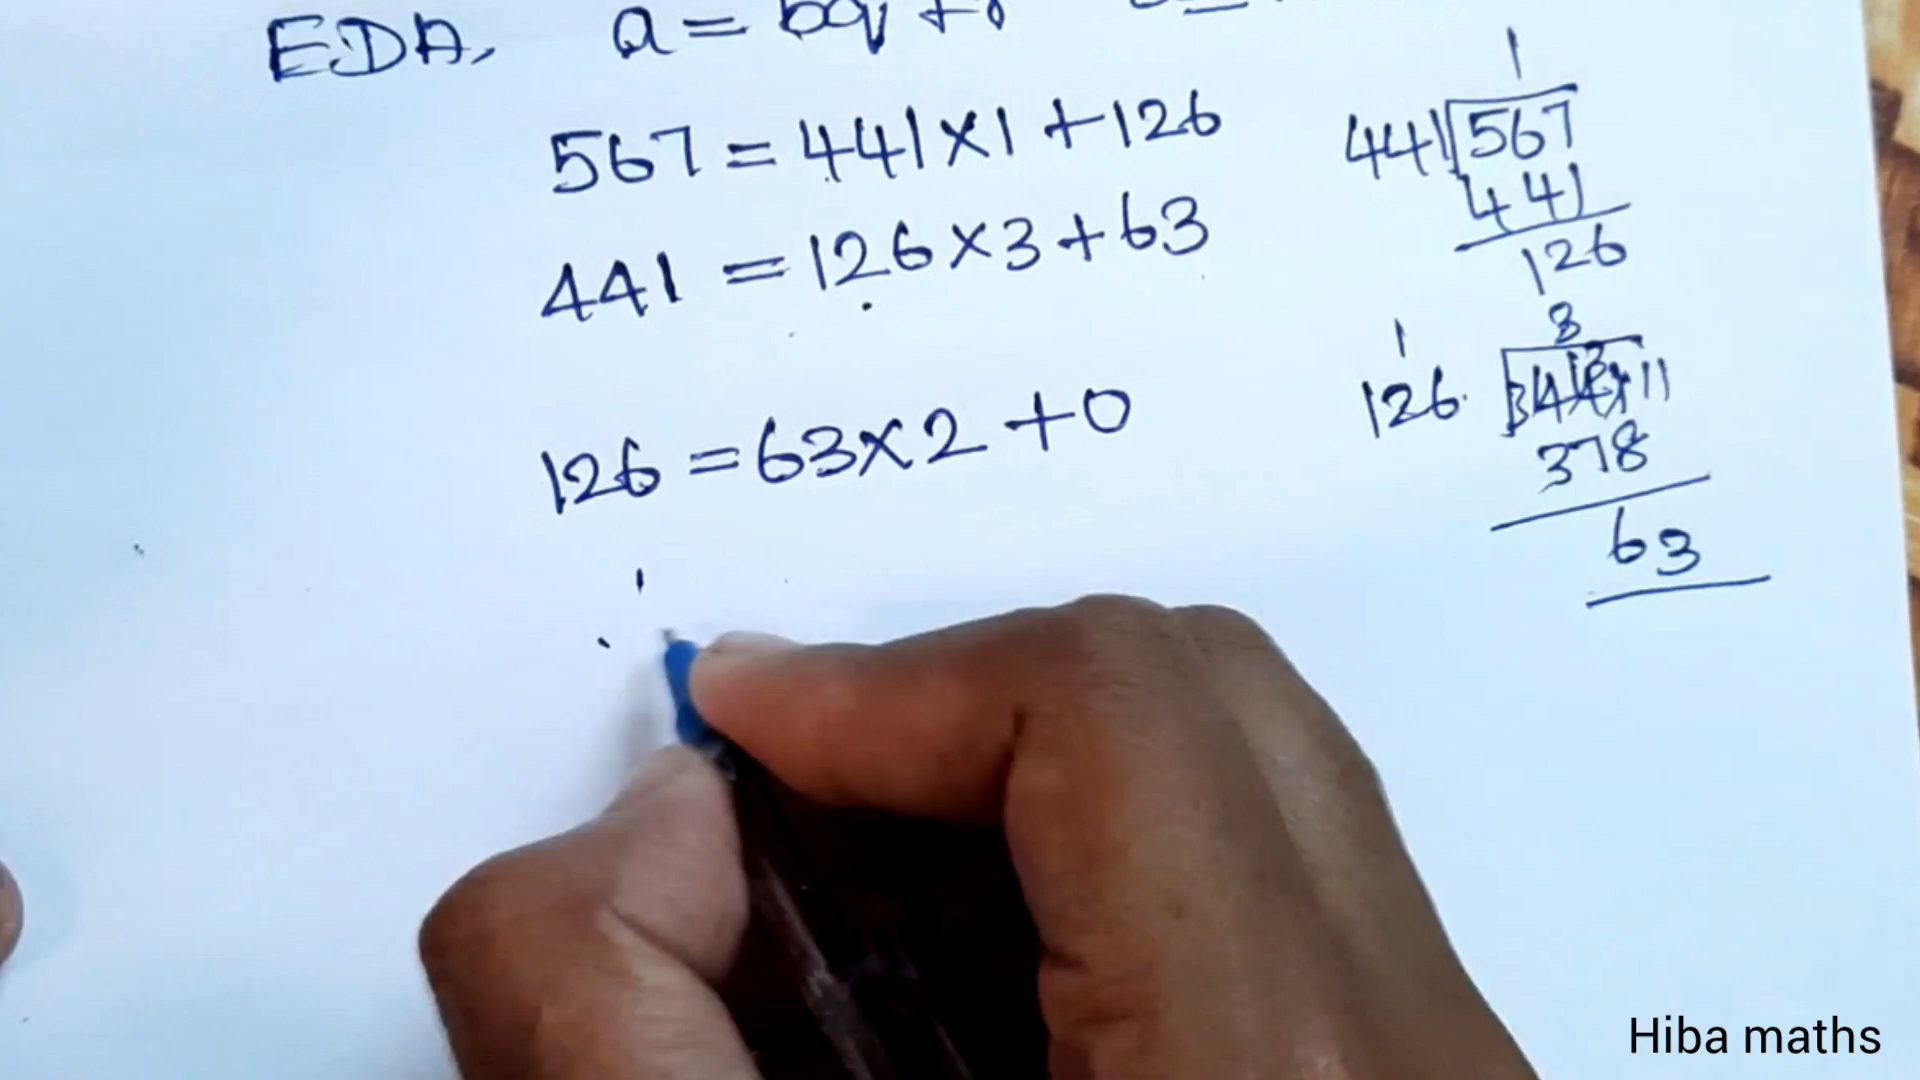 EDA, a = bq + r
567 = 441 × 1 + 126
441 = 126 × 3 + 63
126 = 63 × 2 + 0
1
441 567
441
126
3
1
126
378
63
Hiba maths